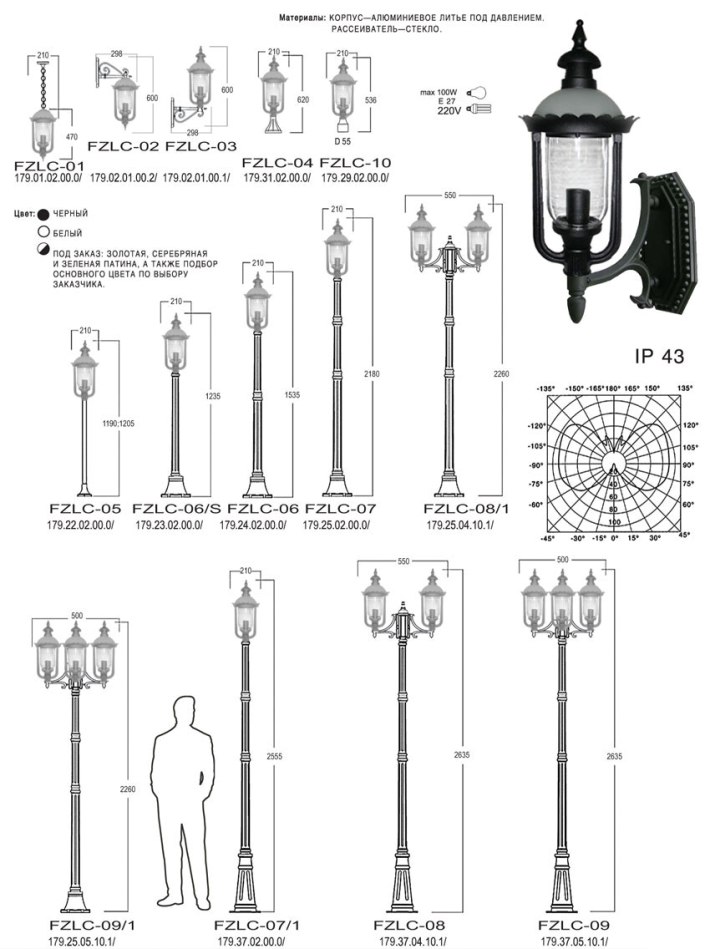 Материалы: КОРПУС—АЛЮМИНИЕВОЕ ЛИТЬЕ ПОД ДАВЛЕНИЕМ.
РАССЕИВАТЕЛЬ—СТЕКЛО.
210
470
FZLC-01
179.01.02.00.0/
298
600
FZLC-02
179.02.01.00.2/
600
298
FZLC-03
179.02.01.00.1/
210
620
FZLC-04
179.31.02.00.0/
210
536
D 55
FZLC-10
179.29.02.00.0/
max 100W
E 27
220V
Цвет:
ЧЕРНЫЙ
БЕЛЫЙ
ПОД ЗАКАЗ: ЗОЛОТАЯ, СЕРЕБРЯНАЯ
И ЗЕЛЕНАЯ ПАТИНА, А ТАКЖЕ ПОДБОР
ОСНОВНОГО ЦВЕТА ПО ВЫБОРУ
ЗАКАЗЧИКА.
210
1190;1205
FZLC-05
179.22.02.00.0/
210
1235
FZLC-06/S
179.23.02.00.0/
210
1535
FZLC-06
179.24.02.00.0/
210
2180
FZLC-07
179.25.02.00.0/
550
2260
FZLC-08/1
179.25.04.10.1/
IP 43
-135° -150° -165° 180° 165° 150° 135°
-120° 120°
-105° 105°
-90° 90°
-75° 75°
-60° 60°
40
60
80
100
-45° -30° -15° 0° 15° 30° 45°
500
2260
FZLC-09/1
179.25.05.10.1/
210
2555
FZLC-07/1
179.37.02.00.0/
550
2635
FZLC-08
179.37.04.10.1/
500
2635
FZLC-09
179.37.05.10.1/